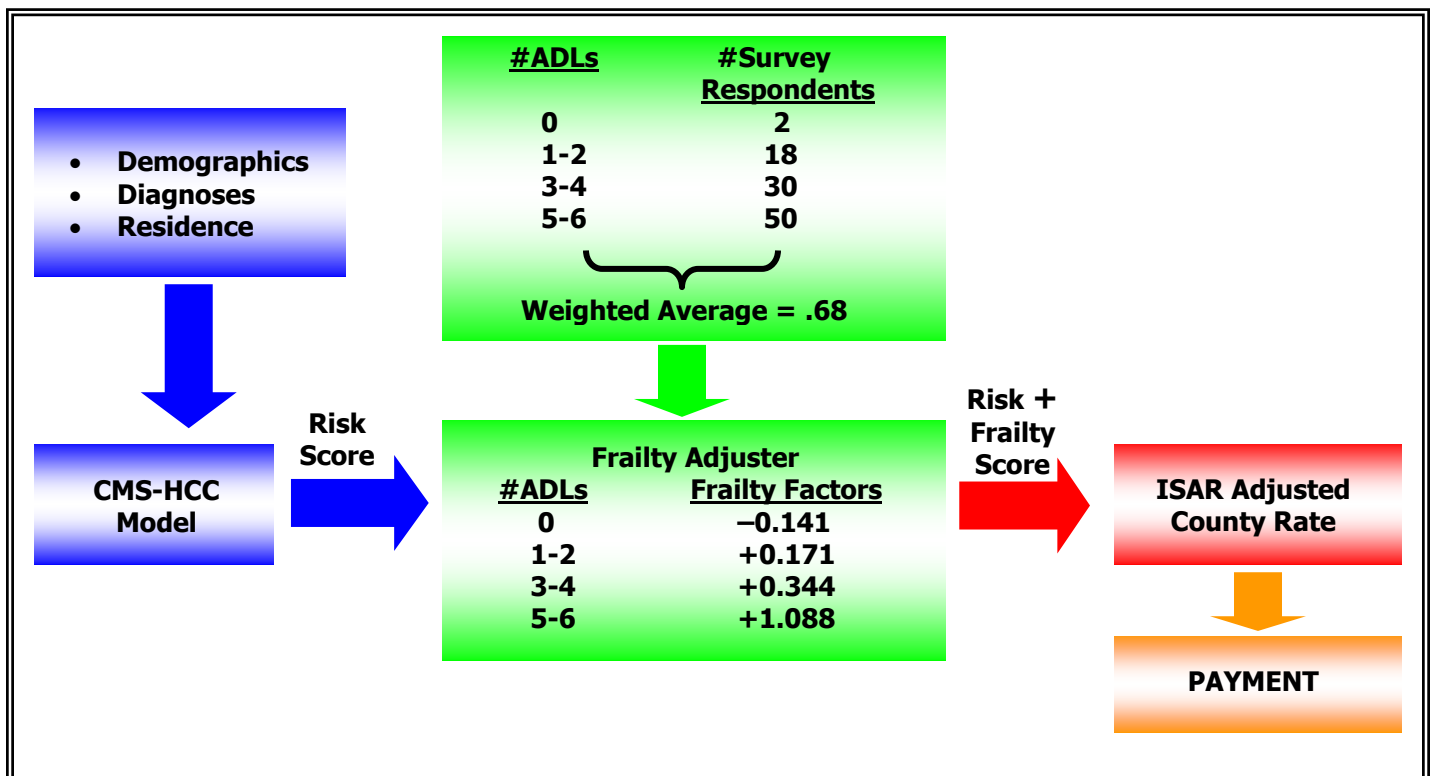 • Demographics
• Diagnoses
• Residence
CMS-HCC
Model
Risk
Score
#ADLs #Survey
Respondents
0 2
1-2 18
3-4 30
5-6 50
Weighted Average = .68
Frailty Adjuster
#ADLs Frailty Factors
0 –0.141
1-2 +0.171
3-4 +0.344
5-6 +1.088
Risk +
Frailty
Score
ISAR Adjusted
County Rate
PAYMENT